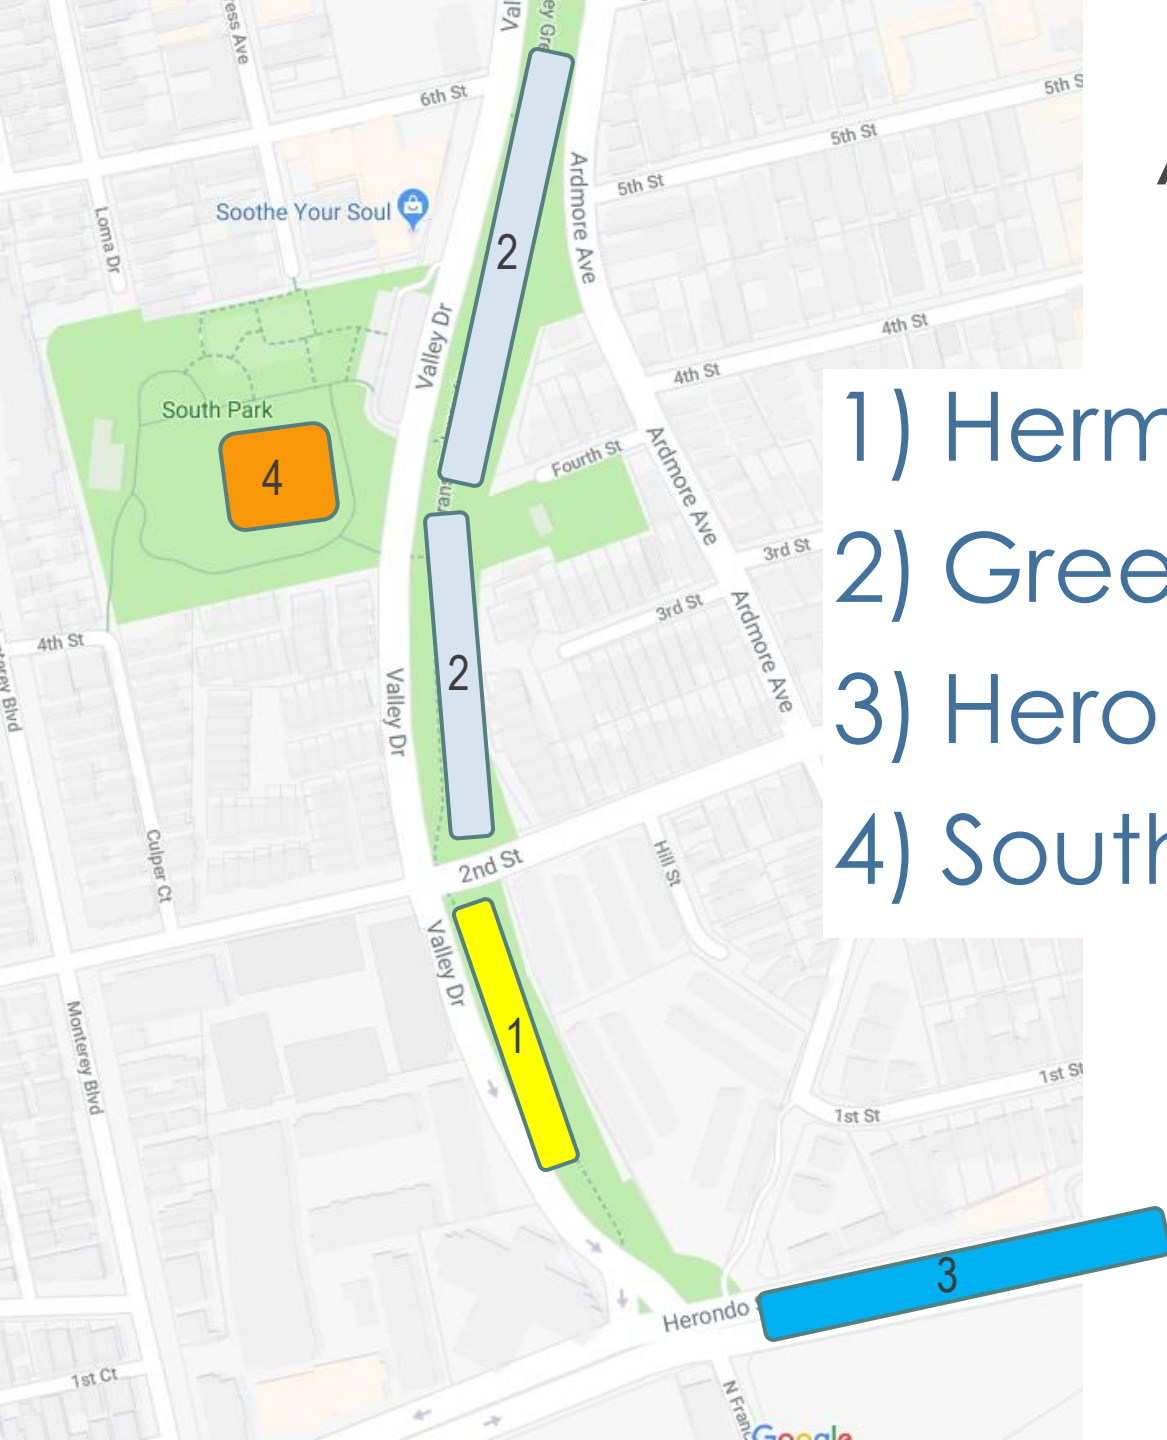 6th St
5th St
5th St
Soothe Your Soul
Loma Dr
Ardmore Ave
2
Valley Dr
4th St
4th St
South Park
4
Fourth St
Ardmore Ave
3rd St
3rd St
Ardmore Ave
4th St
2
Valley Dr
2nd St
Hill St
Culper Ct
Valley Dr
1
Monterey Blvd
1st St
1st St
3
Herondo
1st Ct
Google
1) Herm
2) Gree
3) Hero
4) South